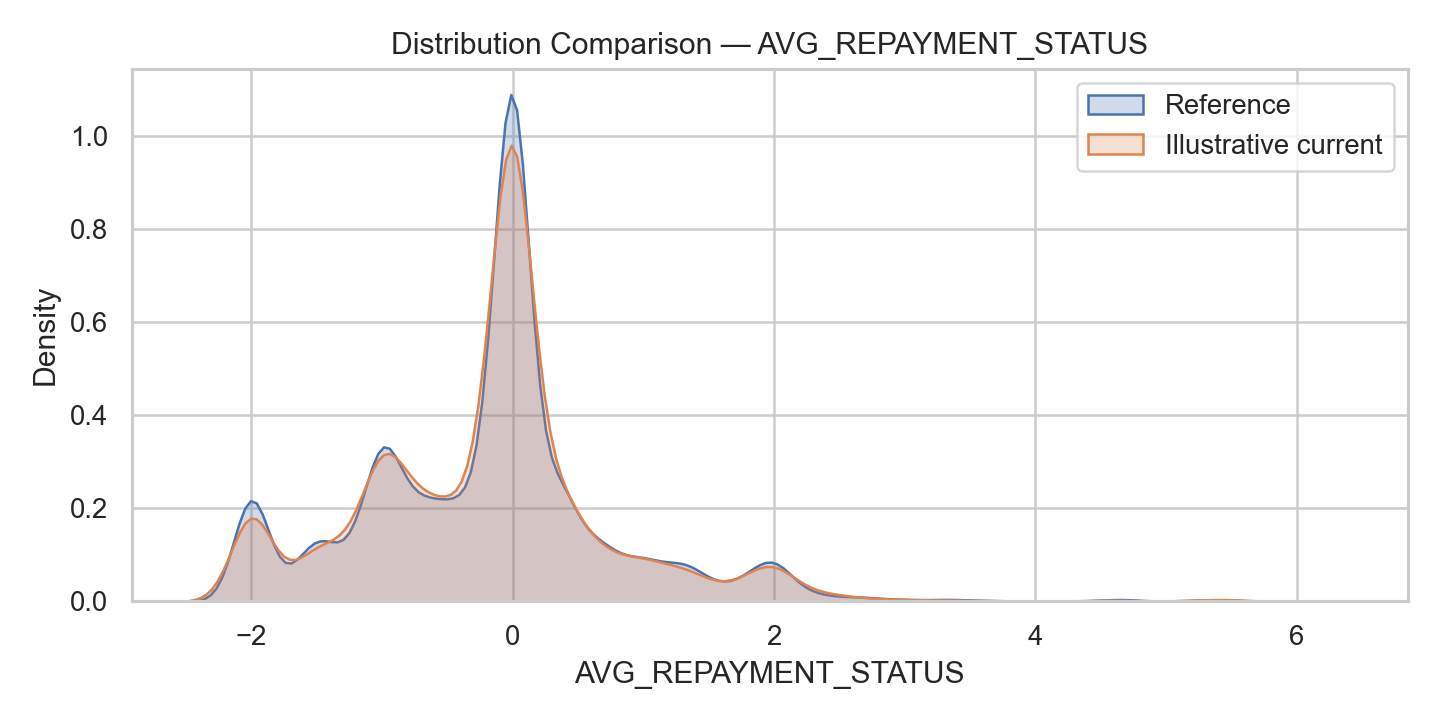 Distribution Comparison — AVG_REPAYMENT_STATUS
Reference
Illustrative current
Density
1.0
0.8
0.6
0.4
0.2
0.0
−2
0
2
4
6
AVG_REPAYMENT_STATUS